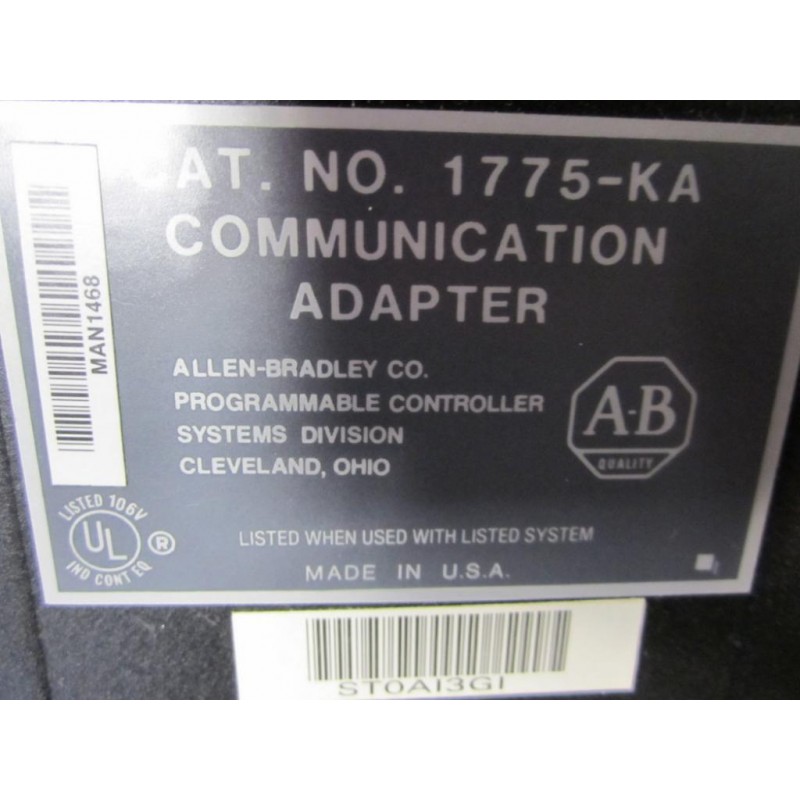 CAT. NO. 1775-KA
COMMUNICATION
ADAPTER
MAN1468
ALLEN-BRADLEY CO.
PROGRAMMABLE CONTROLLER
SYSTEMS DIVISION
CLEVELAND, OHIO
A-B
QUALITY
LISTED 106V
UL ®
IND CONT EQ
LISTED WHEN USED WITH LISTED SYSTEM
MADE IN U.S.A.
ST0AI3GI